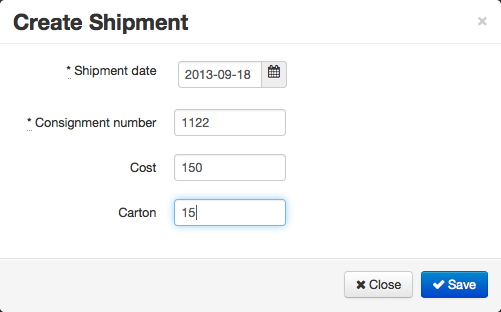 Create Shipment ×
* Shipment date 2013-09-18
* Consignment number 1122
Cost 150
Carton 15
Close Save